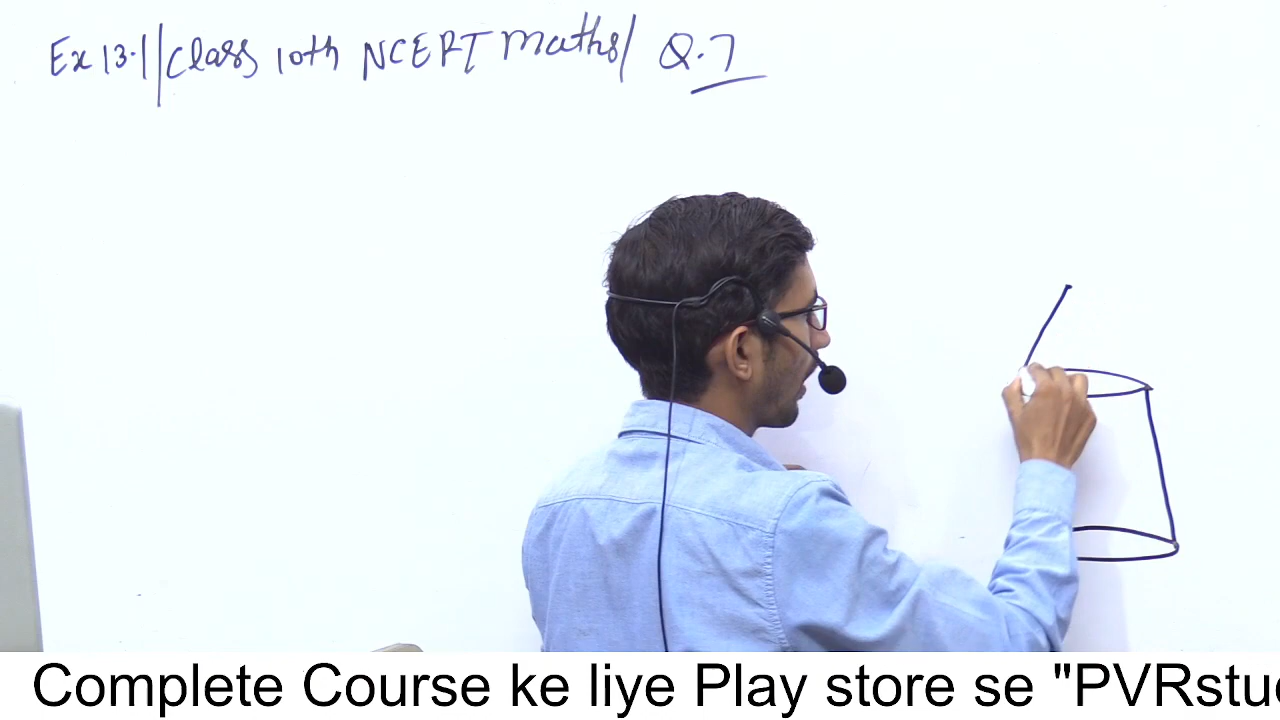 Ex 13.1/Class 10th NCERT Maths/ Q.7
Complete Course ke liye Play store se "PVRstu